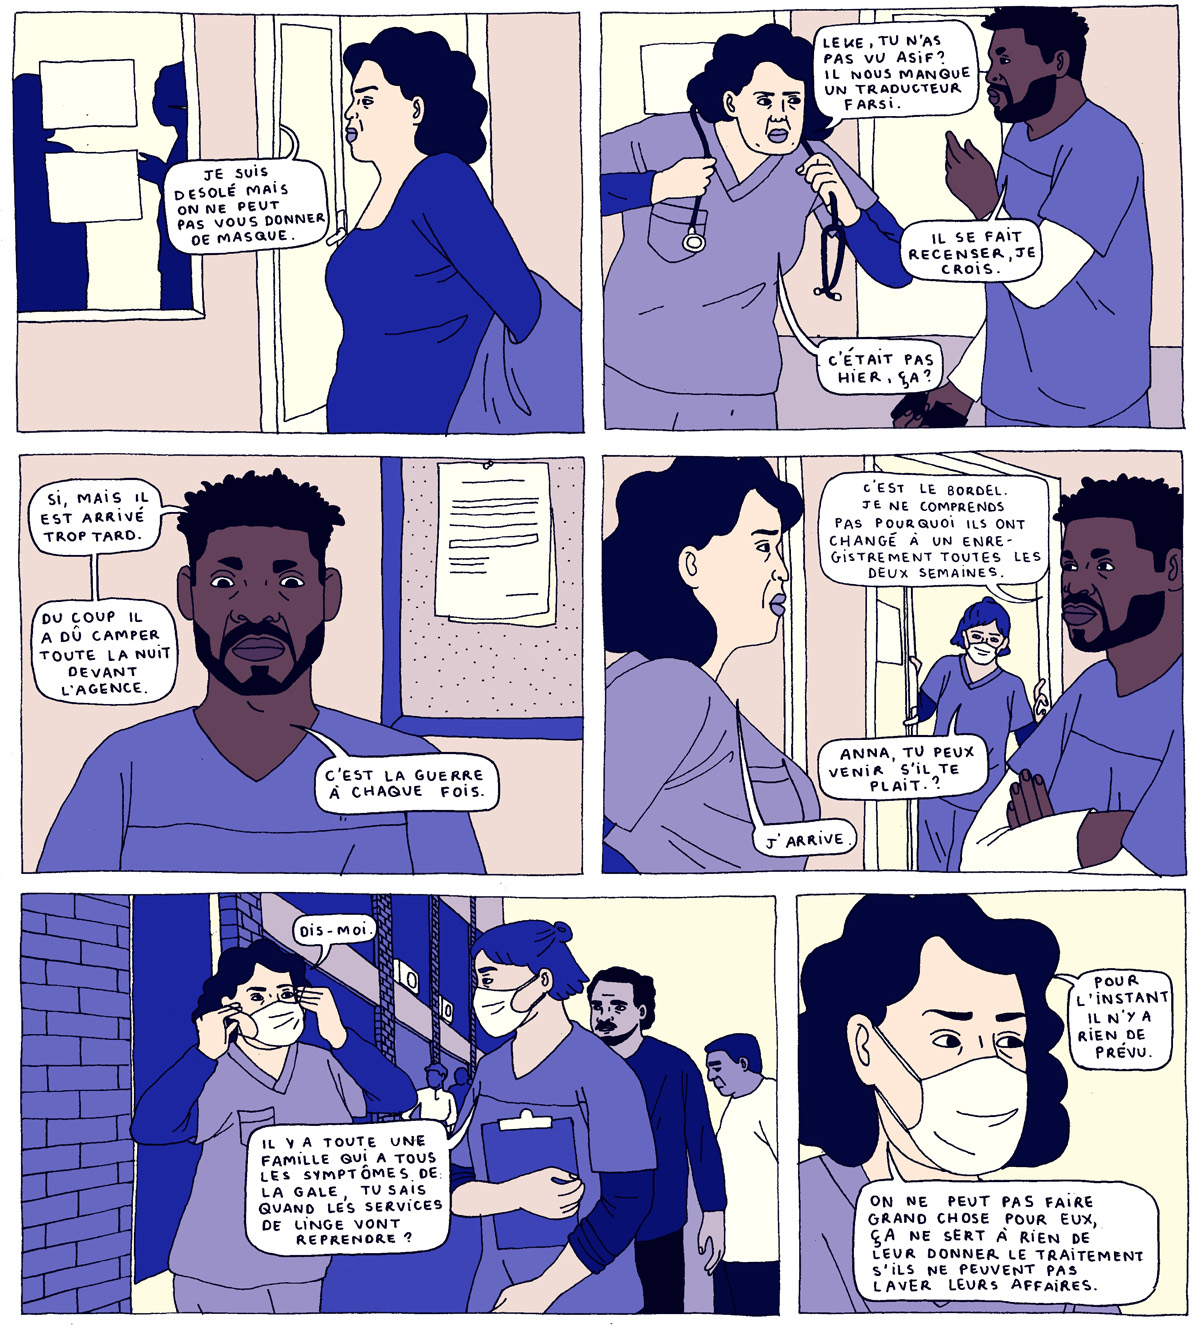 JE SUIS
DESOLÉ MAIS
ON NE PEUT
PAS VOUS DONNER
DE MASQUE.
LEKE, TU N'AS
PAS VU ASIF?
IL NOUS MANQUE
UN TRADUCTEUR
FARSI.
IL SE FAIT
RECENSER, JE
CROIS.
C'ÉTAIT PAS
HIER, ÇA?
SI, MAIS IL
EST ARRIVÉ
TROP TARD.
DU COUP IL
A DÛ CAMPER
TOUTE LA NUIT
DEVANT
L'AGENCE.
C'EST LA GUERRE
À CHAQUE FOIS.
C'EST LE BORDEL.
JE NE COMPRENDS
PAS POURQUOI ILS ONT
CHANGÉ À UN ENRE-
GISTREMENT TOUTES LES
DEUX SEMAINES.
ANNA, TU PEUX
VENIR S'IL TE
PLAIT.?
J'ARRIVE.
DIS-MOI.
IL Y A TOUTE UNE
FAMILLE QUI A TOUS
LES SYMPTÔMES DE
LA GALE, TU SAIS
QUAND LES SERVICES
DE LINGE VONT
REPRENDRE?
POUR
L'INSTANT
IL N'Y A
RIEN DE
PRÉVU.
ON NE PEUT PAS FAIRE
GRAND CHOSE POUR EUX,
ÇA NE SERT À RIEN DE
LEUR DONNER LE TRAITEMENT
S'ILS NE PEUVENT PAS
LAVER LEURS AFFAIRES.